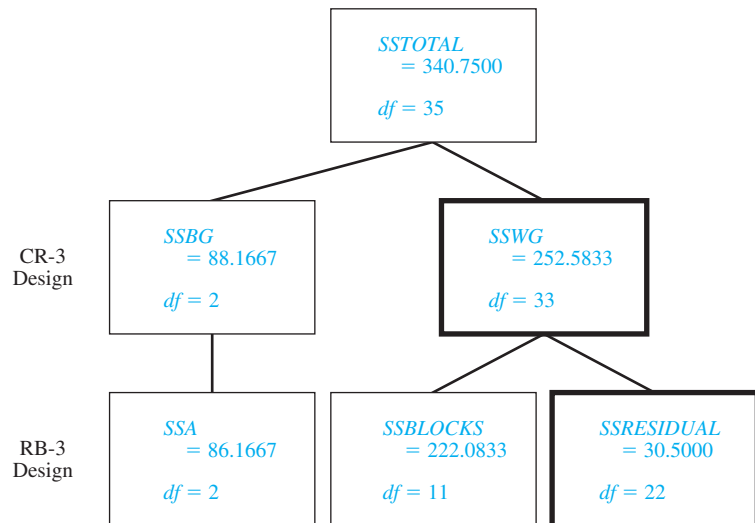 SSTOTAL
= 340.7500
df = 35
CR-3
Design
SSBG
= 88.1667
df = 2
SSWG
= 252.5833
df = 33
RB-3
Design
SSA
= 86.1667
df = 2
SSBLOCKS
= 222.0833
df = 11
SSRESIDUAL
= 30.5000
df = 22